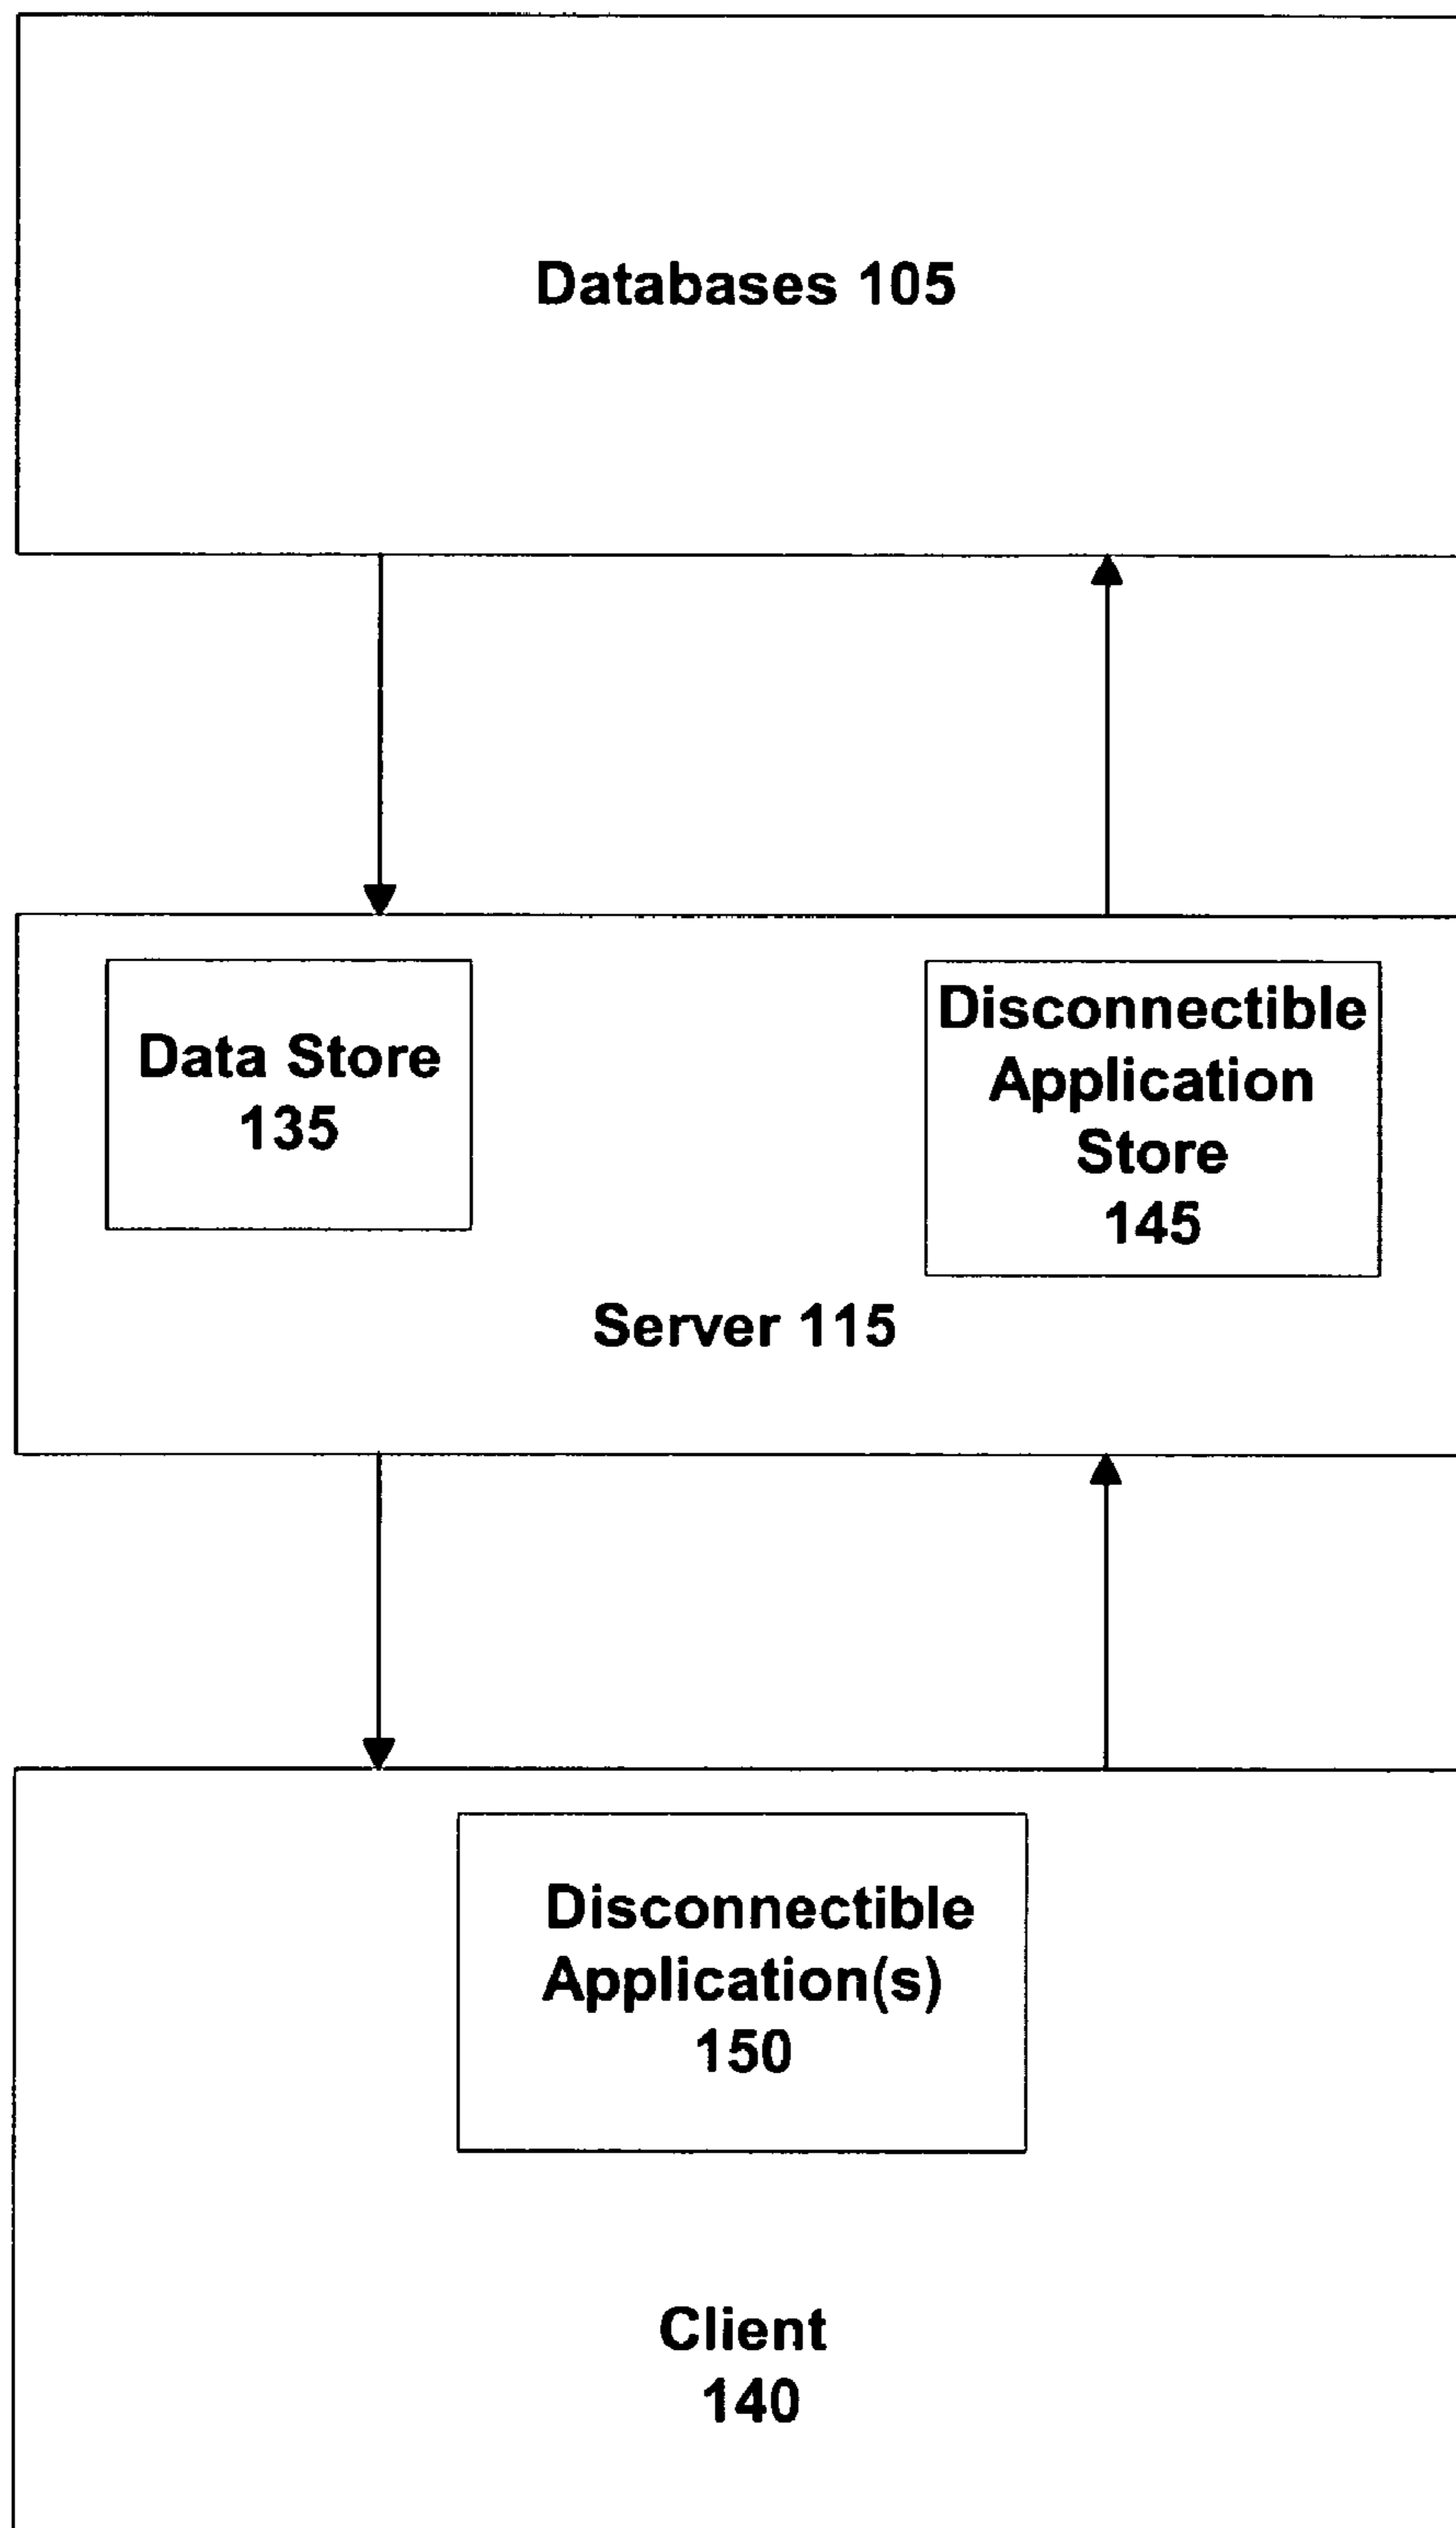 Databases 105
Data Store
135
Disconnectible
Application
Store
145
Server 115
Disconnectible
Application(s)
150
Client
140